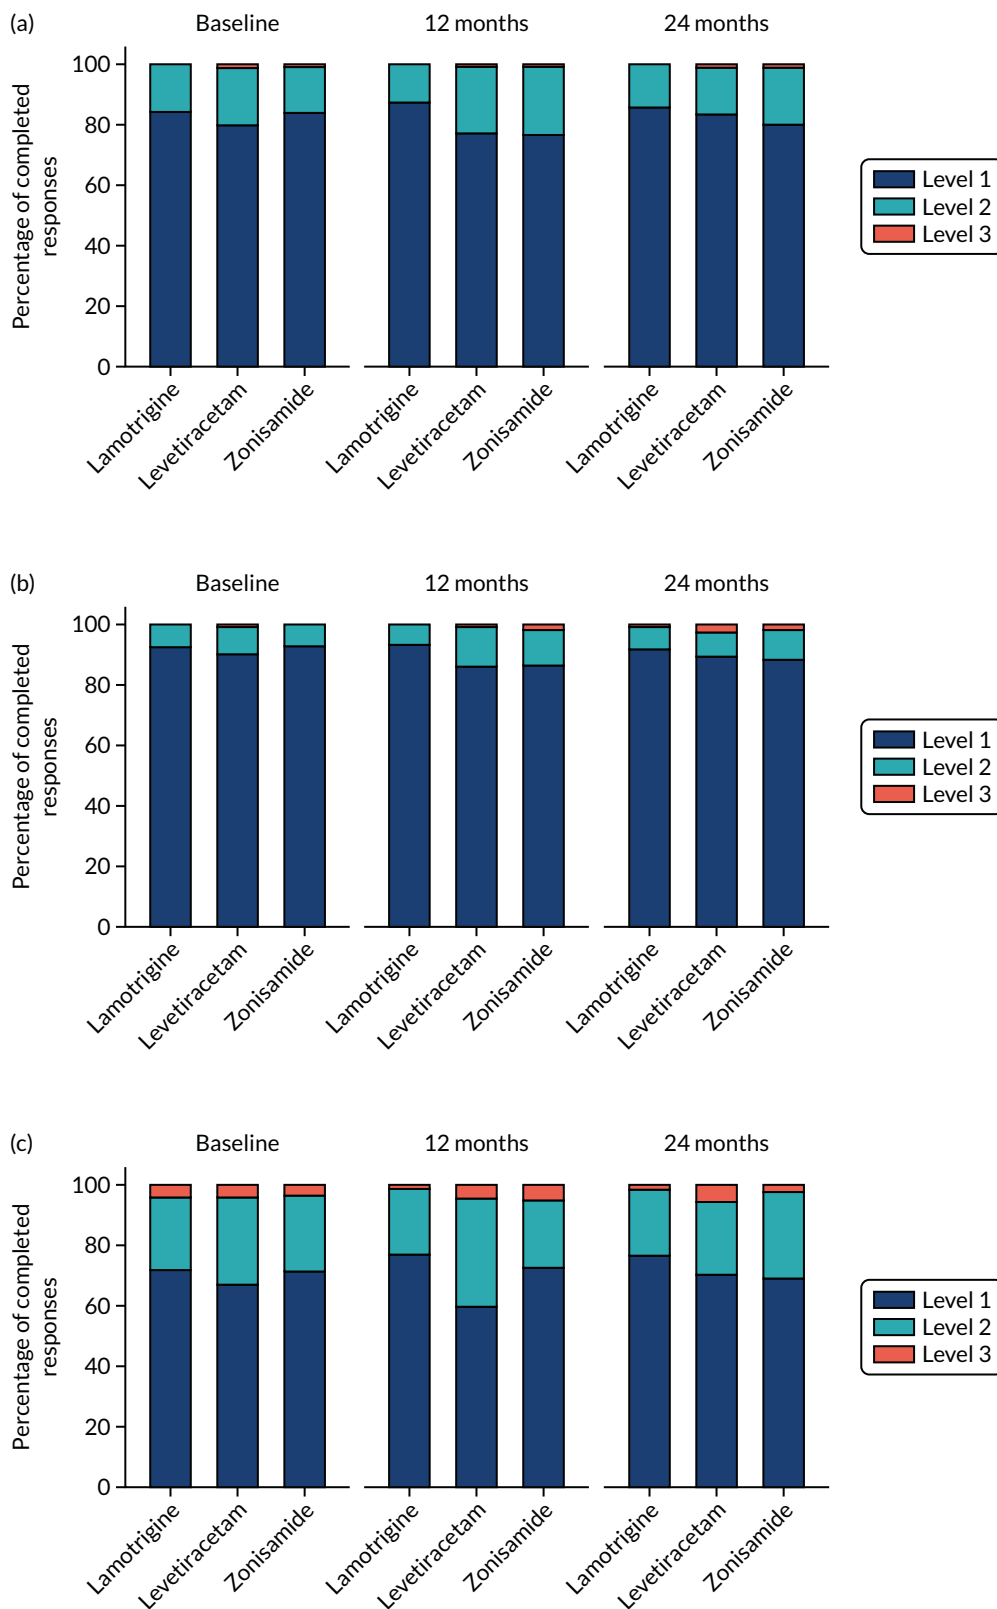 (a)
Baseline 12 months 24 months
Percentage of completed
responses
100
80
60
40
20
0
Lamotrigine
Levetiracetam
Zonisamide
Lamotrigine
Levetiracetam
Zonisamide
Lamotrigine
Levetiracetam
Zonisamide
Level 1
Level 2
Level 3
(b)
Baseline 12 months 24 months
Percentage of completed
responses
100
80
60
40
20
0
Lamotrigine
Levetiracetam
Zonisamide
Lamotrigine
Levetiracetam
Zonisamide
Lamotrigine
Levetiracetam
Zonisamide
Level 1
Level 2
Level 3
(c)
Baseline 12 months 24 months
Percentage of completed
responses
100
80
60
40
20
0
Lamotrigine
Levetiracetam
Zonisamide
Lamotrigine
Levetiracetam
Zonisamide
Lamotrigine
Levetiracetam
Zonisamide
Level 1
Level 2
Level 3